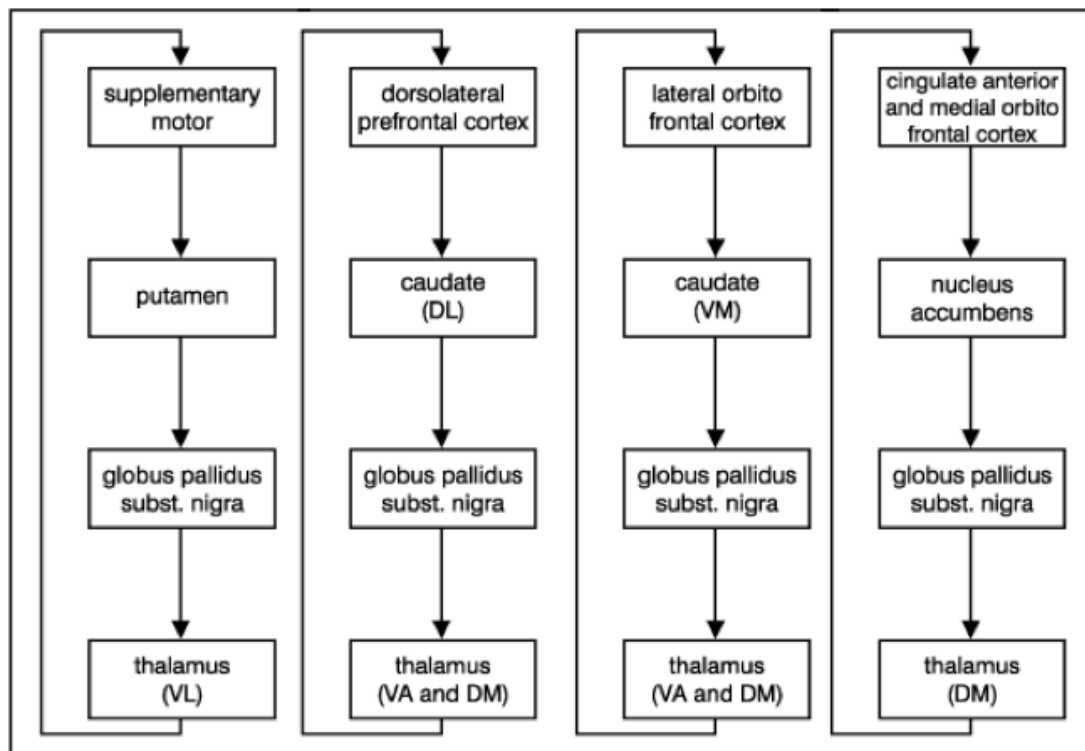 supplementary
motor
dorsolateral
prefrontal cortex
lateral orbito
frontal cortex
cingulate anterior
and medial orbito
frontal cortex
putamen
caudate
(DL)
caudate
(VM)
nucleus
accumbens
globus pallidus
subst. nigra
globus pallidus
subst. nigra
globus pallidus
subst. nigra
globus pallidus
subst. nigra
thalamus
(VL)
thalamus
(VA and DM)
thalamus
(VA and DM)
thalamus
(DM)